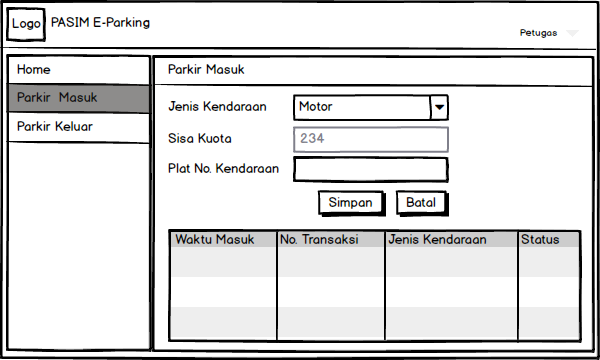 Logo PASIM E-Parking
Petugas
Home
Parkir Masuk
Parkir Keluar
Parkir Masuk
Jenis Kendaraan Motor
Sisa Kuota 234
Plat No. Kendaraan
Simpan Batal
Waktu Masuk No. Transaksi Jenis Kendaraan Status